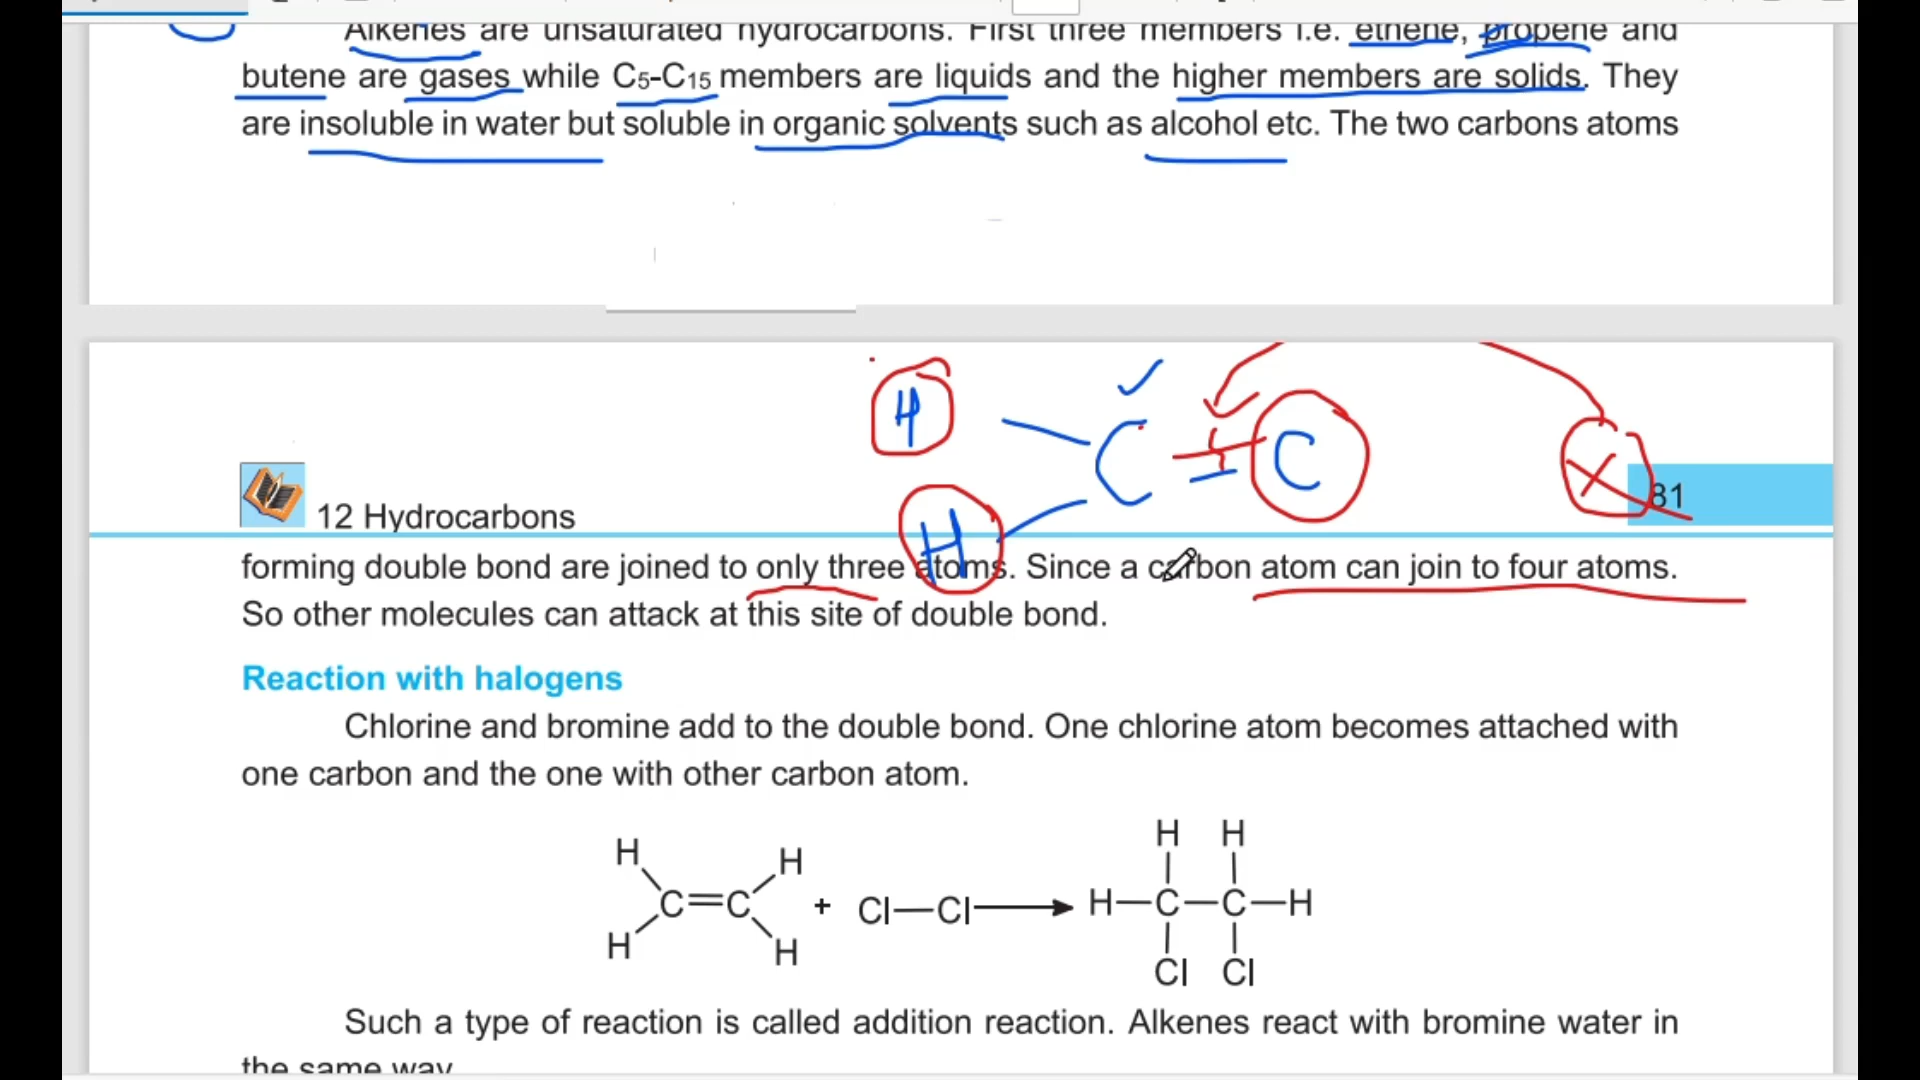 Alkenes are unsaturated hydrocarbons. First three members i.e. ethene, propene and
butene are gases while C5-C15 members are liquids and the higher members are solids. They
are insoluble in water but soluble in organic solvents such as alcohol etc. The two carbons atoms
H
C C X
H
12 Hydrocarbons 81
forming double bond are joined to only three atoms. Since a carbon atom can join to four atoms.
So other molecules can attack at this site of double bond.
Reaction with halogens
Chlorine and bromine add to the double bond. One chlorine atom becomes attached with
one carbon and the one with other carbon atom.
H H H H
C=C + Cl—Cl⟶ H—C—C—H
H H Cl Cl
Such a type of reaction is called addition reaction. Alkenes react with bromine water in
the same way